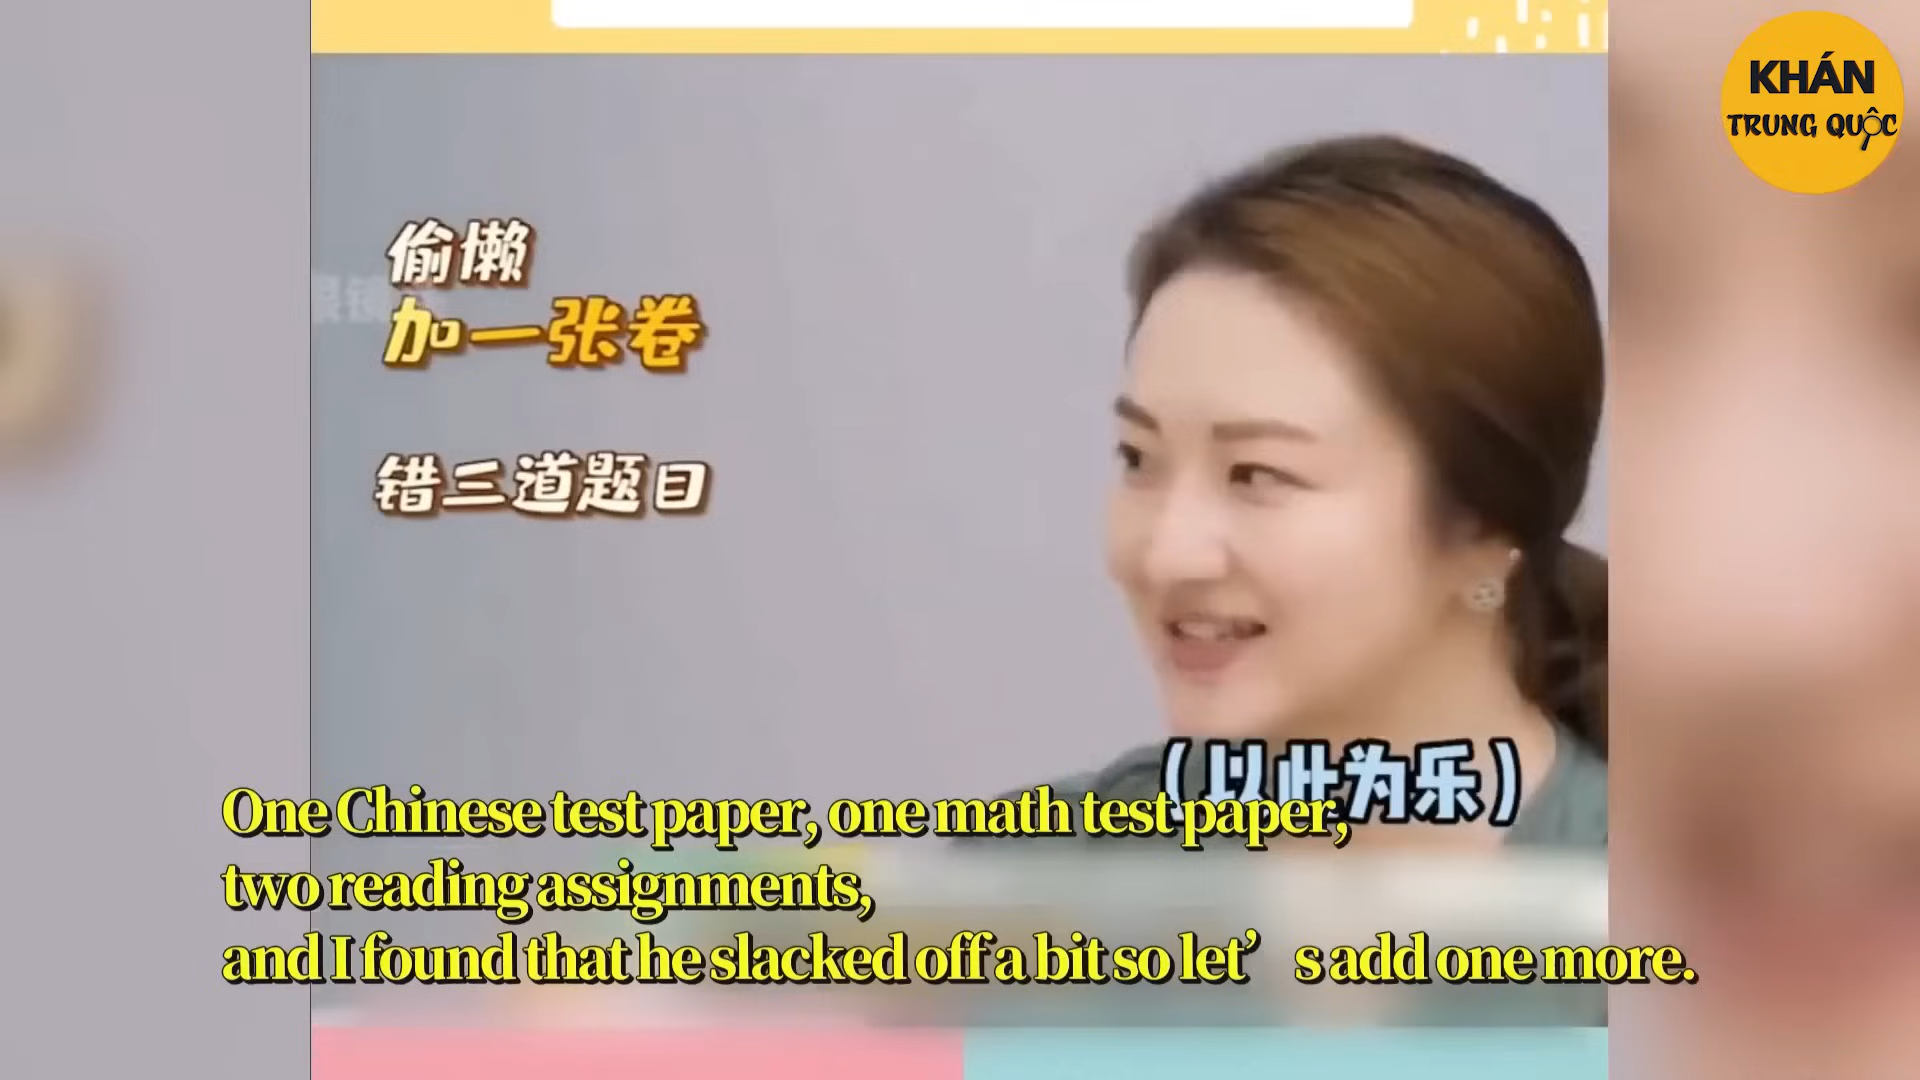 KHÁN
TRUNG QUỐC
偷懒
加一张卷
错三道题目
（以此为乐）
One Chinese test paper, one math test paper,
two reading assignments,
and I found that he slacked off a bit so let’s add one more.